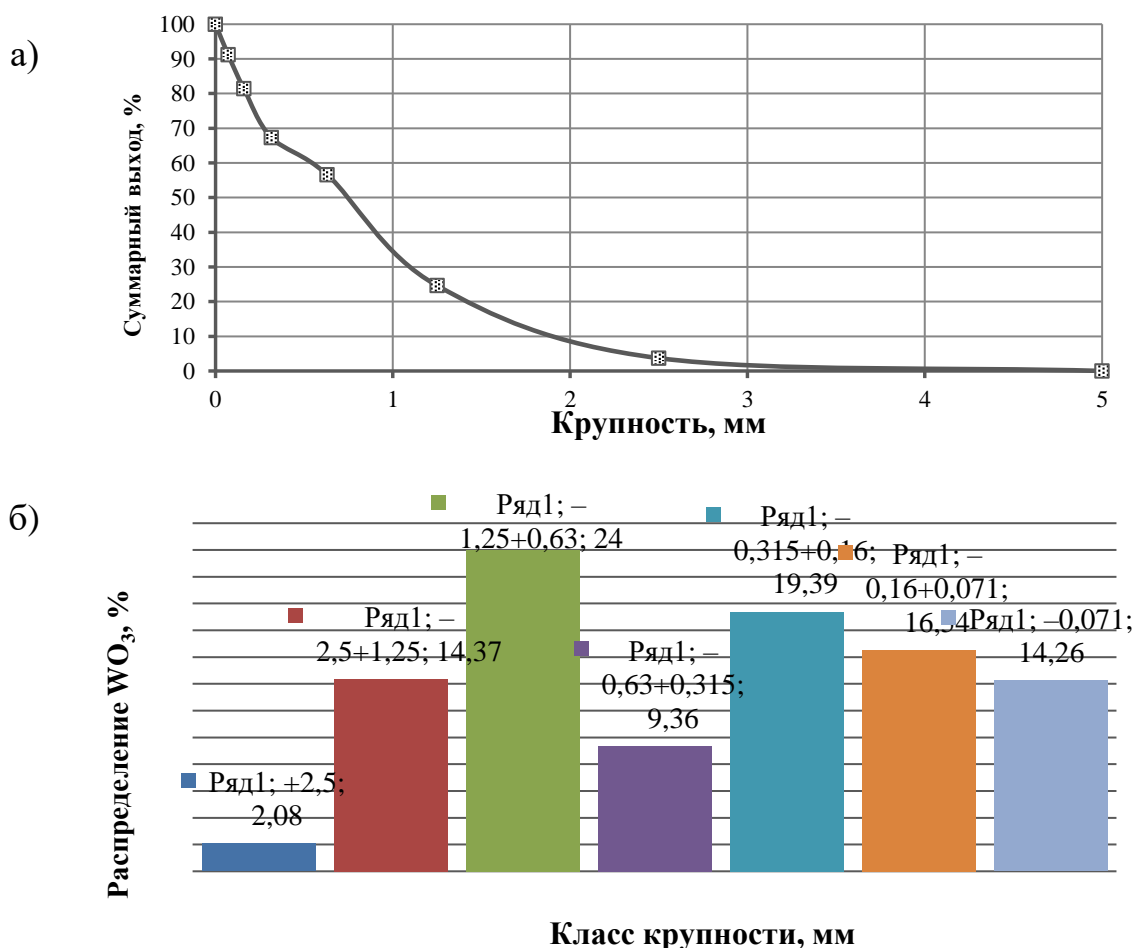 а)
Суммарный выход, %
100
90
80
70
60
50
40
30
20
10
0
0 1 2 3 4 5
Крупность, мм
б)
Распределение WO₃, %
Ряд1; +2,5;
2,08
Ряд1; –
2,5+1,25; 14,37
Ряд1; –
1,25+0,63; 24
Ряд1; –
0,63+0,315;
9,36
Ряд1; –
0,315+0,16;
19,39
Ряд1; –
0,16+0,071;
16,54
Ряд1; –0,071;
14,26
Класс крупности, мм